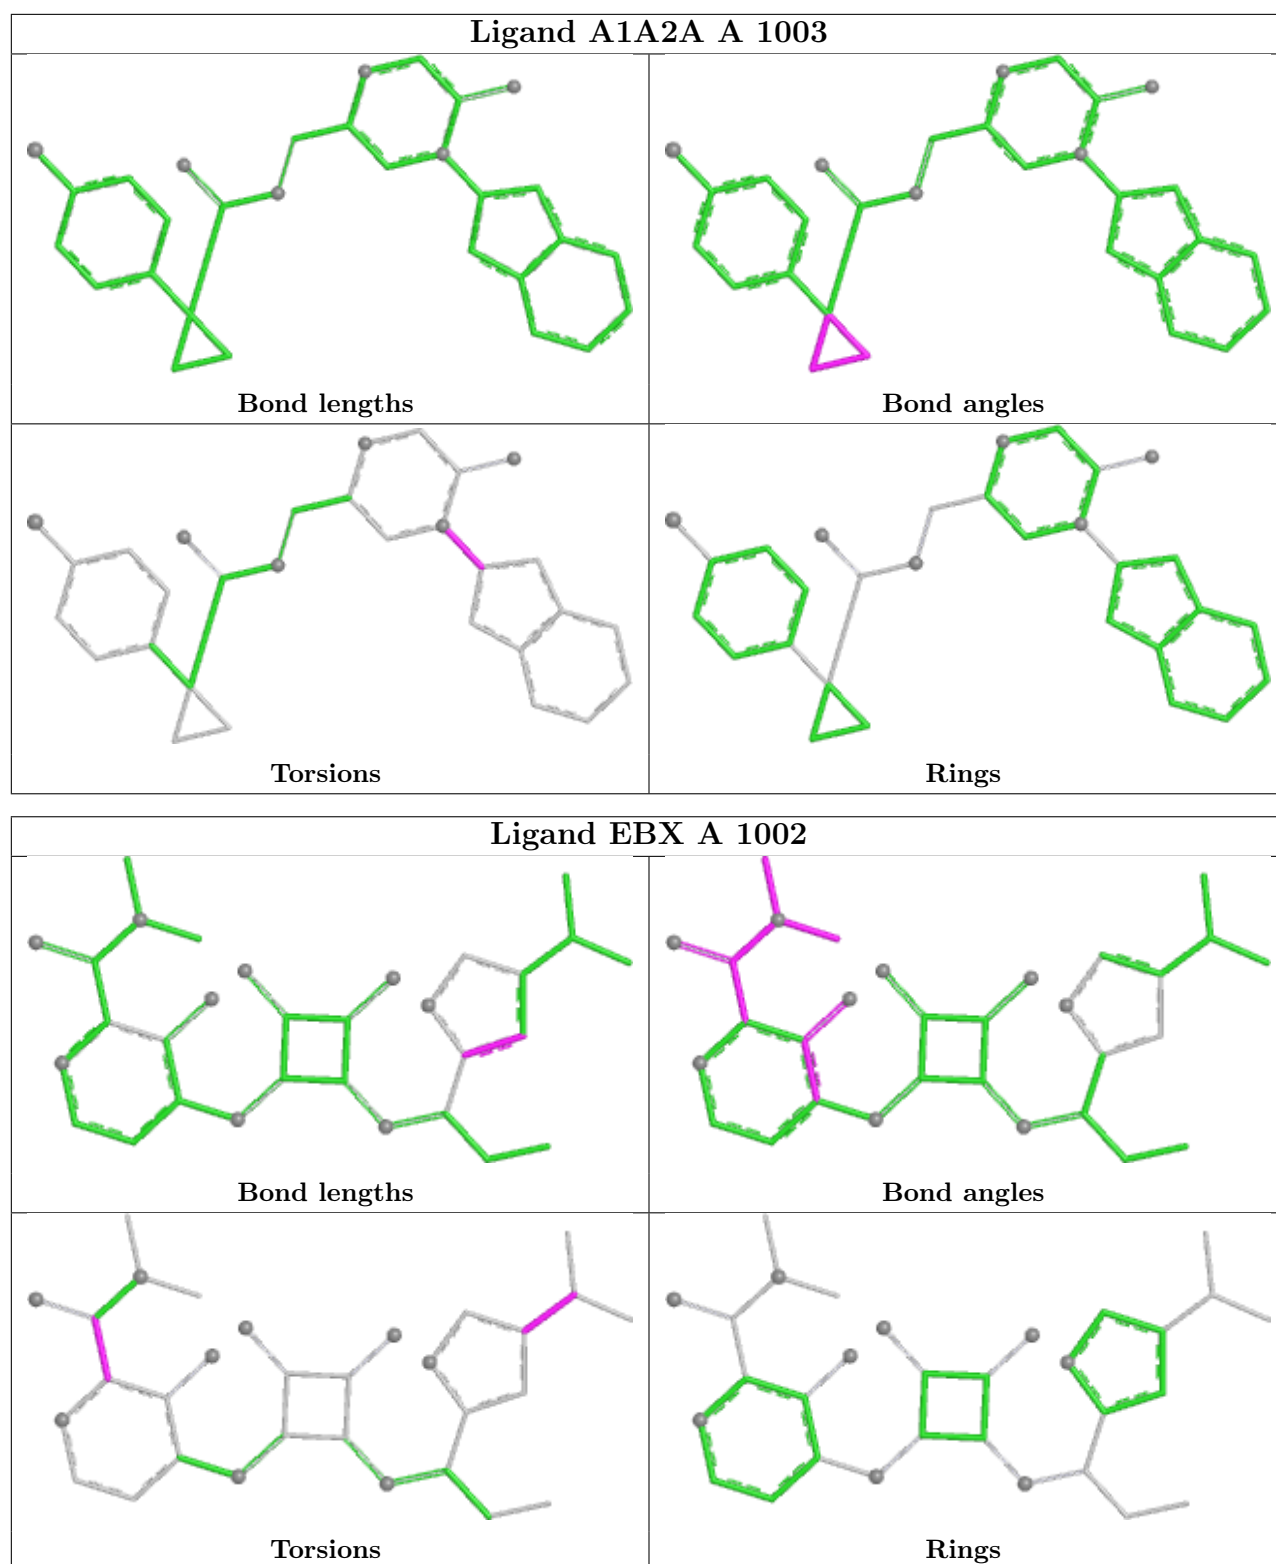 Ligand A1A2A A 1003
Bond lengths
Bond angles
Torsions
Rings
Ligand EBX A 1002
Bond lengths
Bond angles
Torsions
Rings